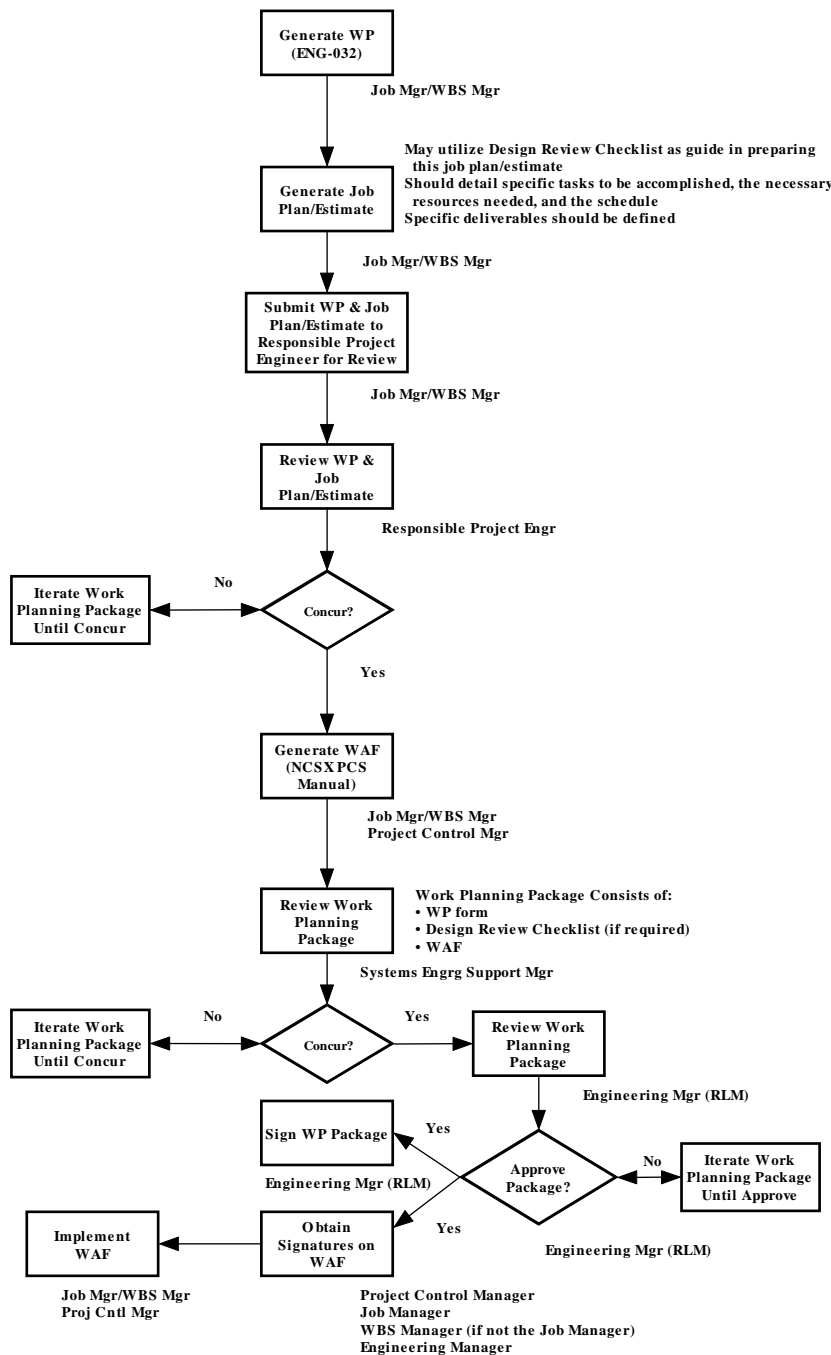 Generate WP
(ENG-032)
Job Mgr/WBS Mgr
May utilize Design Review Checklist as guide in preparing
this job plan/estimate
Should detail specific tasks to be accomplished, the necessary
resources needed, and the schedule
Specific deliverables should be defined
Generate Job
Plan/Estimate
Job Mgr/WBS Mgr
Submit WP & Job
Plan/Estimate to
Responsible Project
Engineer for Review
Job Mgr/WBS Mgr
Review WP &
Job
Plan/Estimate
Responsible Project Engr
Iterate Work
Planning Package
Until Concur
No
Concur?
Yes
Generate WAF
(NCSX PCS
Manual)
Job Mgr/WBS Mgr
Project Control Mgr
Review Work
Planning
Package
Work Planning Package Consists of:
• WP form
• Design Review Checklist (if required)
• WAF
Systems Engrg Support Mgr
Iterate Work
Planning Package
Until Concur
No
Concur?
Yes
Review Work
Planning
Package
Engineering Mgr (RLM)
Sign WP Package
Yes
Engineering Mgr (RLM)
Approve
Package?
No
Iterate Work
Planning Package
Until Approve
Engineering Mgr (RLM)
Yes
Obtain
Signatures on
WAF
Implement
WAF
Job Mgr/WBS Mgr
Proj Cntl Mgr
Project Control Manager
Job Manager
WBS Manager (if not the Job Manager)
Engineering Manager